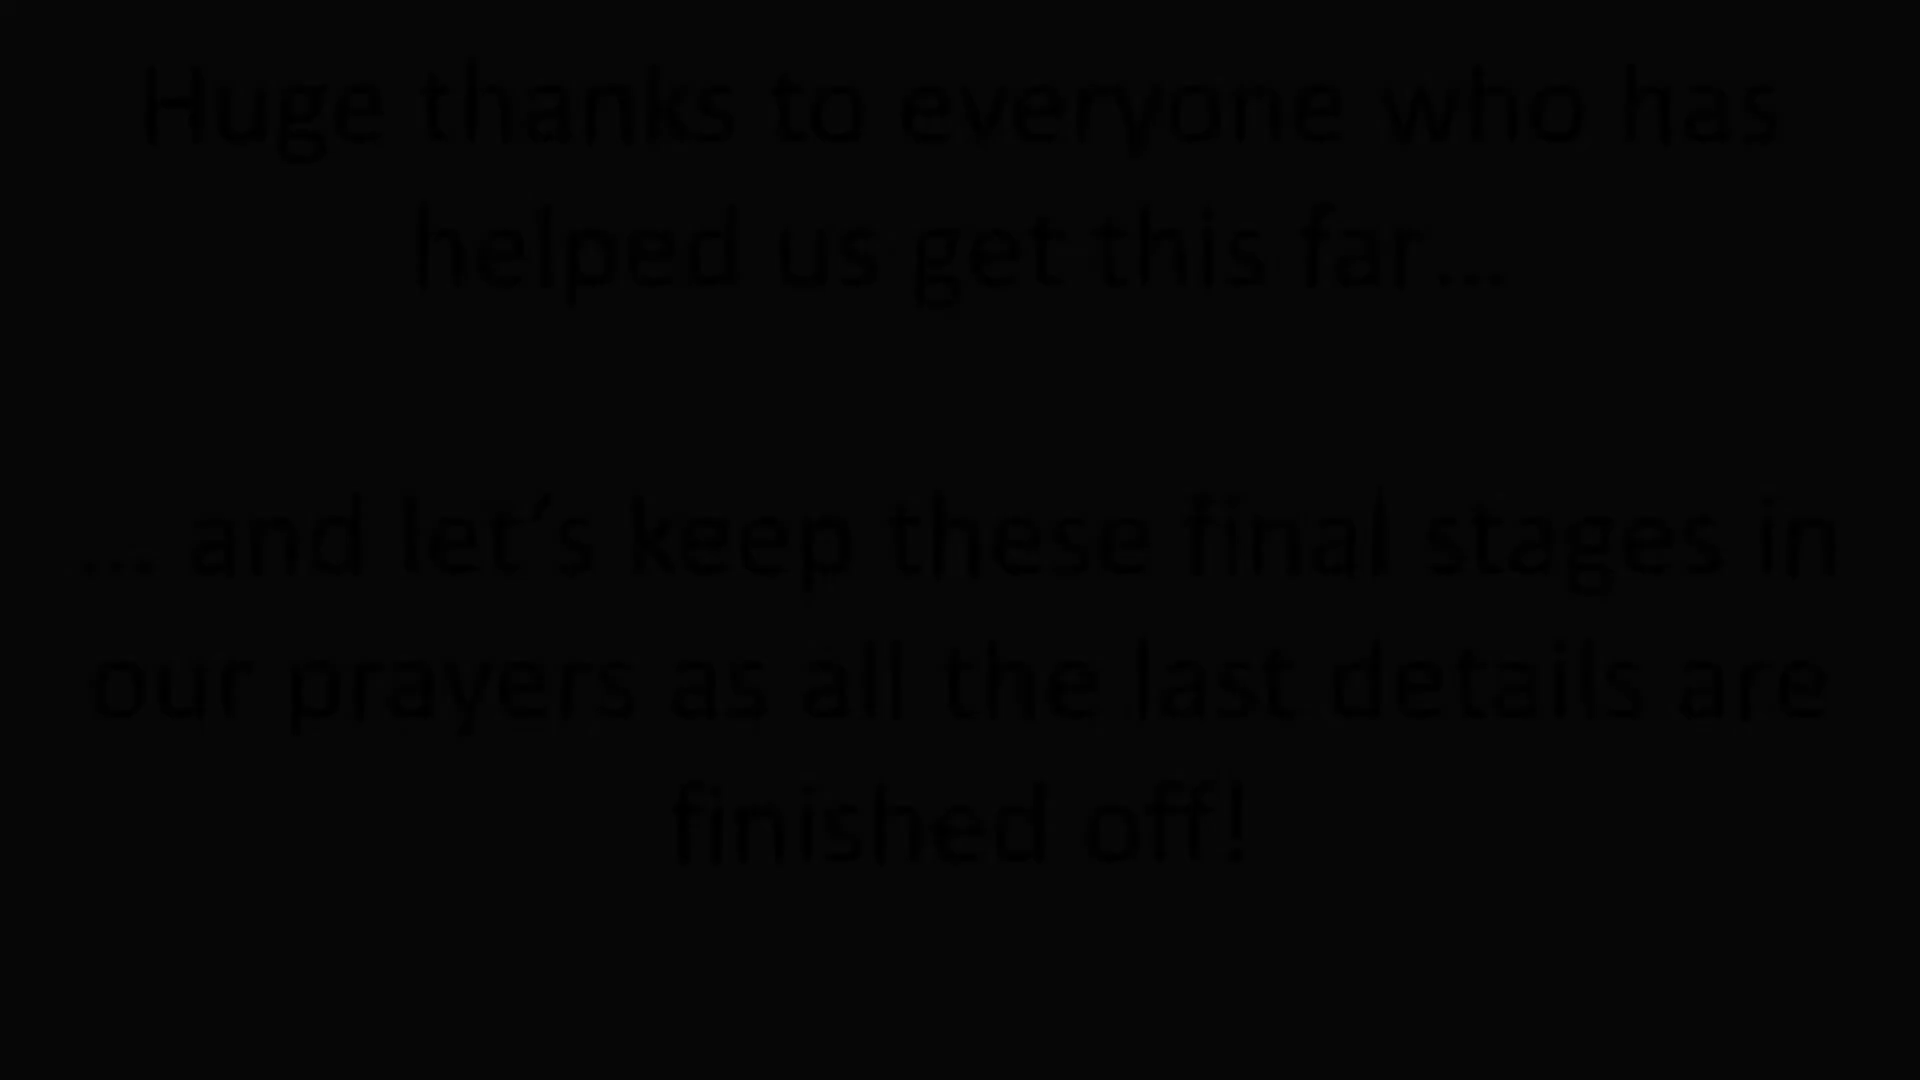 Huge thanks to everyone who has
helped us get this far...
... and let’s keep these final stages in
our prayers as all the last details are
finished off!